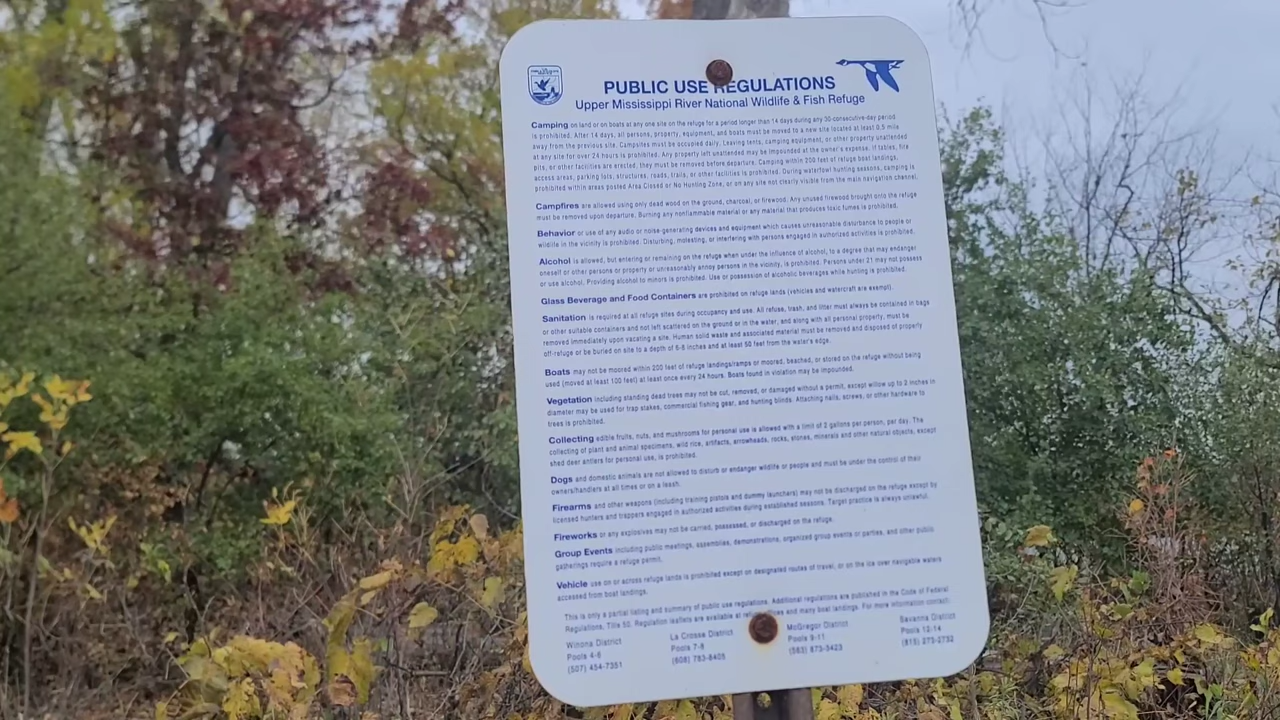 PUBLIC USE REGULATIONS
Upper Mississippi River National Wildlife & Fish Refuge
Camping on land or on boats at any one site on the refuge for a period longer than 14 days during any 30-consecutive-day period
is prohibited. After 14 days, all persons, property, equipment, and boats must be moved to a new site located at least 0.5 mile
away from the previous site. Campsites must be occupied daily. Leaving tents, camping equipment, or other property unattended
at any site for over 24 hours is prohibited. Any property left unattended may be impounded at the owner's expense. If tables, fire
pits, or other facilities are erected, they must be removed before departure. Camping within 200 feet of refuge boat landings,
access areas, parking lots, structures, roads, trails, or other facilities is prohibited. During waterfowl hunting seasons, camping is
prohibited within areas posted Area Closed or No Hunting Zone, or on any site not clearly visible from the main navigation channel.
Campfires are allowed using only dead wood on the ground, charcoal, or firewood. Any unused firewood brought onto the refuge
must be removed upon departure. Burning any nonflammable material or any material that produces toxic fumes is prohibited.
Behavior or use of any audio or noise-generating devices and equipment which causes unreasonable disturbance to people or
wildlife in the vicinity is prohibited. Disturbing, molesting, or interfering with persons engaged in authorized activities is prohibited.
Alcohol is allowed, but entering or remaining on the refuge when under the influence of alcohol, to a degree that may endanger
oneself or other persons or property or unreasonably annoy persons in the vicinity, is prohibited. Persons under 21 may not possess
or use alcohol. Providing alcohol to minors is prohibited. Use or possession of alcoholic beverages while hunting is prohibited.
Glass Beverage and Food Containers are prohibited on refuge lands (vehicles and watercraft are exempt).
Sanitation is required at all refuge sites during occupancy and use. All refuse, trash, and litter must always be contained in bags
or other suitable containers and not left scattered on the ground or in the water, and along with all personal property, must be
removed immediately upon vacating a site. Human solid waste and associated material must be removed and disposed of properly
off-refuge or be buried on site to a depth of 6-8 inches and at least 50 feet from the water's edge.
Boats may not be moored within 200 feet of refuge landings/ramps or moored, beached, or stored on the refuge without being
used (moved at least 100 feet) at least once every 24 hours. Boats found in violation may be impounded.
Vegetation including standing dead trees may not be cut, removed, or damaged without a permit, except willow up to 2 inches in
diameter may be used for trap stakes, commercial fishing gear, and hunting blinds. Attaching nails, screws, or other hardware to
trees is prohibited.
Collecting edible fruits, nuts, and mushrooms for personal use is allowed with a limit of 2 gallons per person, per day. The
collecting of plant and animal specimens, wild rice, artifacts, arrowheads, rocks, stones, minerals and other natural objects, except
shed deer antlers for personal use, is prohibited.
Dogs and domestic animals are not allowed to disturb or endanger wildlife or people and must be under the control of their
owners/handlers at all times or on a leash.
Firearms and other weapons (including training pistols and dummy launchers) may not be discharged on the refuge except by
licensed hunters and trappers engaged in authorized activities during established seasons. Target practice is always unlawful.
Fireworks or any explosives may not be carried, possessed, or discharged on the refuge.
Group Events including public meetings, assemblies, demonstrations, organized group events or parties, and other public
gatherings require a refuge permit.
Vehicle use on or across refuge lands is prohibited except on designated routes of travel, or on the ice over navigable waters
accessed from boat landings.
This is only a partial listing and summary of public use regulations. Additional regulations are published in the Code of Federal
Regulations, Title 50. Regulation leaflets are available at refuge offices and many boat landings. For more information contact:
Winona District La Crosse District McGregor District Savanna District
Pools 4-6 Pools 7-8 Pools 9-11 Pools 12-14
(507) 454-7351 (608) 783-8405 (563) 873-3423 (815) 273-2732